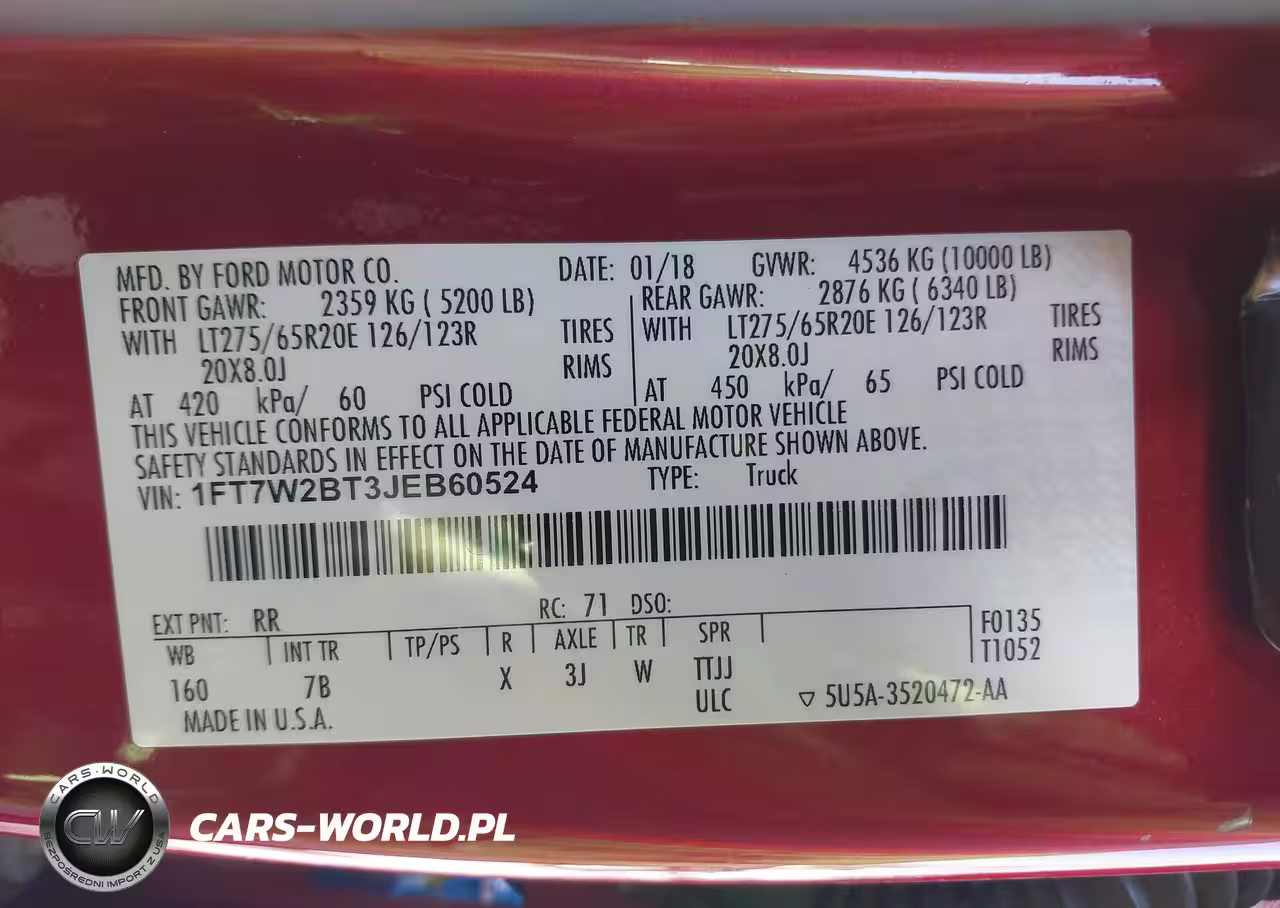 MFD. BY FORD MOTOR CO. DATE: 01/18 GVWR: 4536 KG (10000 LB)
FRONT GAWR: 2359 KG ( 5200 LB) REAR GAWR: 2876 KG ( 6340 LB)
WITH LT275/65R20E 126/123R TIRES WITH LT275/65R20E 126/123R TIRES
20X8.0J RIMS 20X8.0J RIMS
AT 420 kPa/ 60 PSI COLD AT 450 kPa/ 65 PSI COLD
THIS VEHICLE CONFORMS TO ALL APPLICABLE FEDERAL MOTOR VEHICLE
SAFETY STANDARDS IN EFFECT ON THE DATE OF MANUFACTURE SHOWN ABOVE.
VIN: 1FT7W2BT3JEB60524 TYPE: Truck
EXT PNT: RR RC: 71 DSO:
WB INT TR TP/PS R AXLE TR SPR F0135
T1052
160 7B X 3J W TTJJ
ULC ▽ 5U5A-3520472-AA
MADE IN U.S.A.
CARS-WORLD
CW
BEZPOŚREDNI IMPORT Z USA
CARS-WORLD.PL